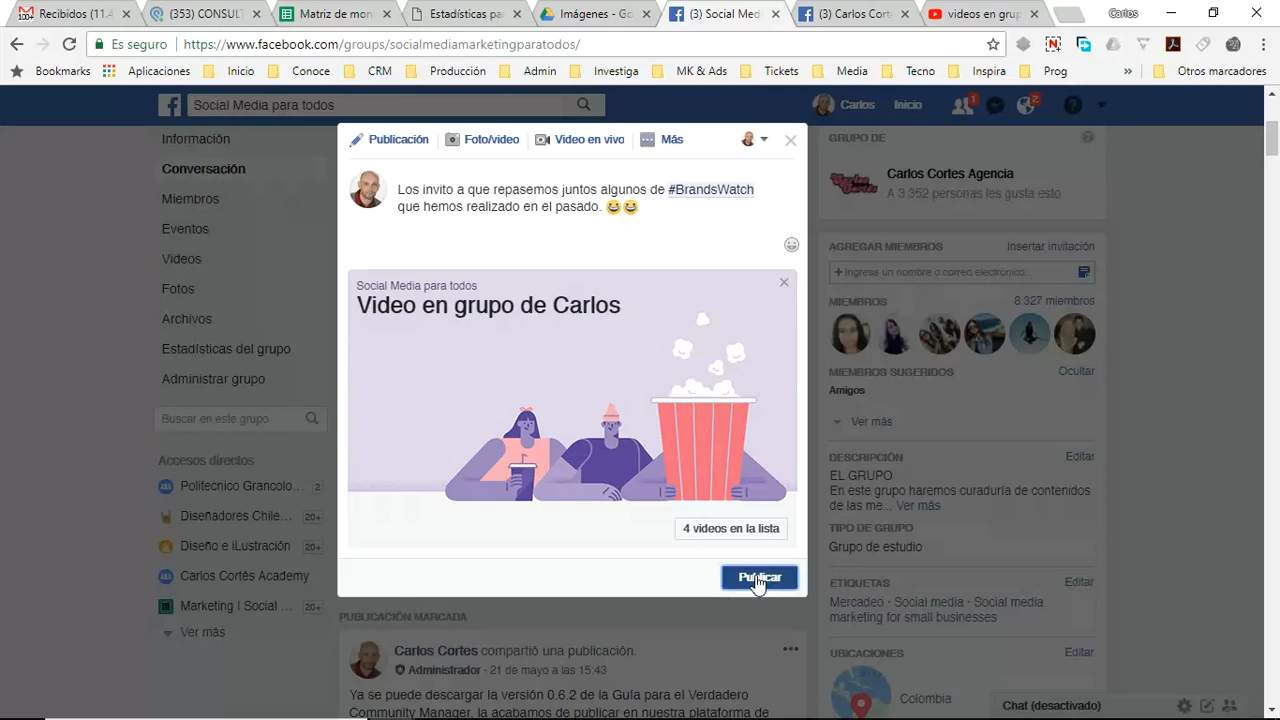 Recibidos (11.4
(353) CONSULT
Matriz de mon
Estadísticas pa
Imágenes - Go
(3) Social Med
(3) Carlos Cort
videos en grup
Carlos
Es seguro
https://www.facebook.com/groups/socialmediamarketingparatodos/
Bookmarks
Aplicaciones
Inicio
Conoce
CRM
Producción
Admin
Investiga
MK & Ads
Tickets
Media
Tecno
Inspira
Prog
Otros marcadores
Social Media para todos
Carlos
Inicio
1
2
Información
Conversación
Miembros
Eventos
Videos
Fotos
Archivos
Estadísticas del grupo
Administrar grupo
Buscar en este grupo
Accesos directos
Politecnico Grancolo... 2
Diseñadores Chile... 20+
Diseño e iLustración 20+
Carlos Cortés Academy
Marketing I Social ... 20+
Ver más
Publicación
Foto/video
Video en vivo
Más
Los invito a que repasemos juntos algunos de #BrandsWatch
que hemos realizado en el pasado. 😆😆
Social Media para todos
Video en grupo de Carlos
4 videos en la lista
Publicar
PUBLICACIÓN MARCADA
Carlos Cortes compartió una publicación.
Administrador · 21 de mayo a las 15:43
Ya se puede descargar la versión 0.6.2 de la Guía para el Verdadero
Community Manager, la acabamos de publicar en nuestra plataforma de
GRUPO DE
Carlos Cortes Agencia
A 3.352 personas les gusta esto
AGREGAR MIEMBROS
Insertar invitación
+ Ingresa un nombre o correo electrónico...
MIEMBROS
8.327 miembros
MIEMBROS SUGERIDOS
Ocultar
Amigos
Ver más
DESCRIPCIÓN
Editar
EL GRUPO
En este grupo haremos curaduría de contenidos
de las me... Ver más
TIPO DE GRUPO
Grupo de estudio
ETIQUETAS
Editar
Mercadeo · Social media · Social media
marketing for small businesses
UBICACIONES
Editar
Colombia
Chat (desactivado)